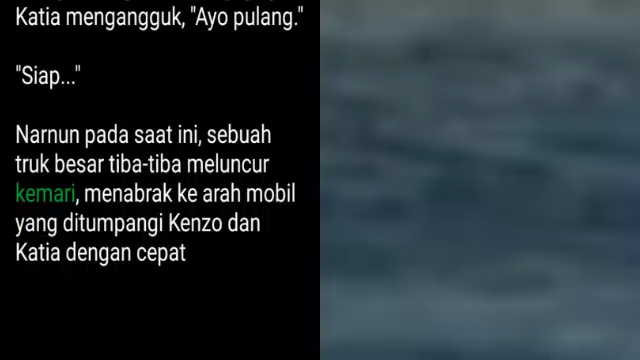 Katia mengangguk, "Ayo pulang."
"Siap..."
Narnun pada saat ini, sebuah
truk besar tiba-tiba meluncur
kemari, menabrak ke arah mobil
yang ditumpangi Kenzo dan
Katia dengan cepat